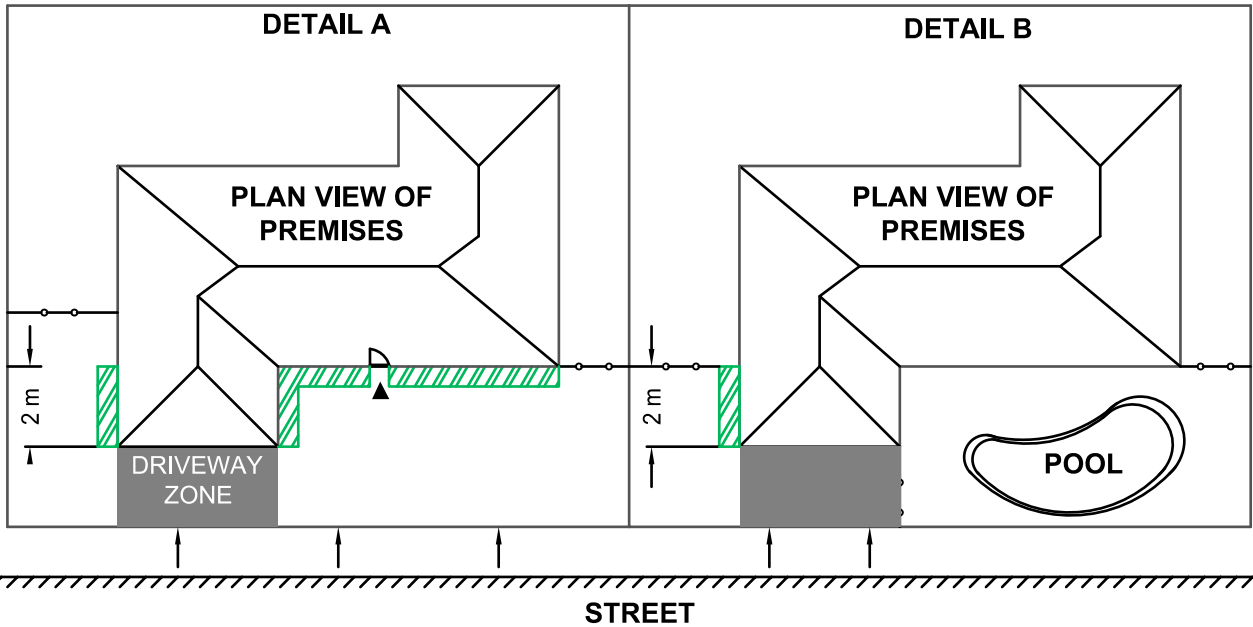 DETAIL A
DETAIL B
PLAN VIEW OF
PREMISES
PLAN VIEW OF
PREMISES
2 m
2 m
DRIVEWAY
ZONE
POOL
STREET